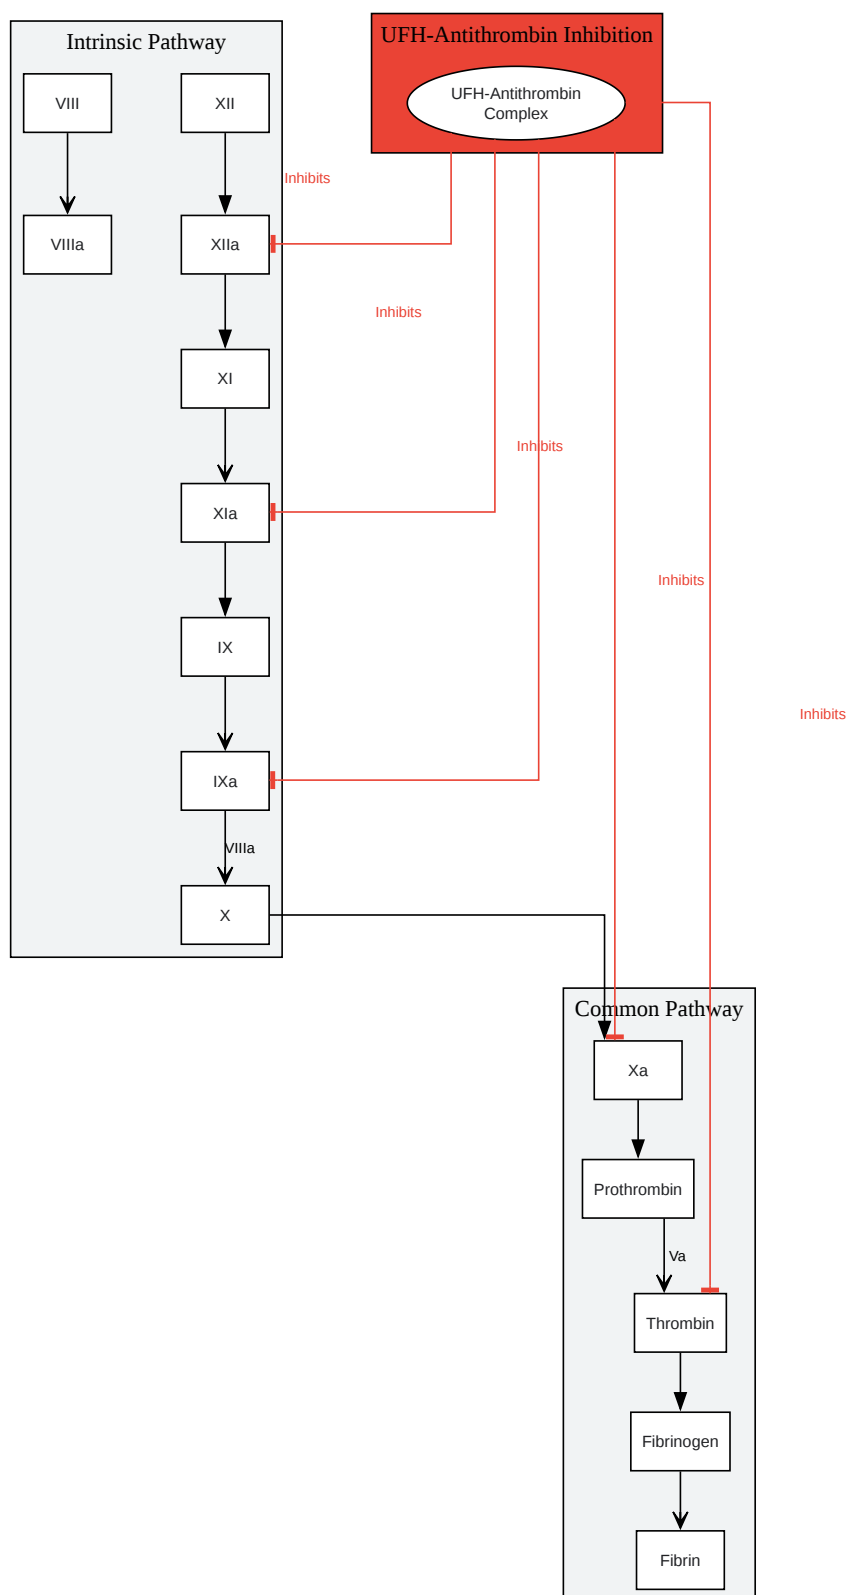 Intrinsic Pathway
UFH-Antithrombin Inhibition
VIII
XII
UFH-Antithrombin
Complex
Inhibits
VIIIa
XIIa
Inhibits
XI
Inhibits
XIa
Inhibits
IX
Inhibits
IXa
VIIIa
X
Common Pathway
Xa
Prothrombin
Va
Thrombin
Fibrinogen
Fibrin